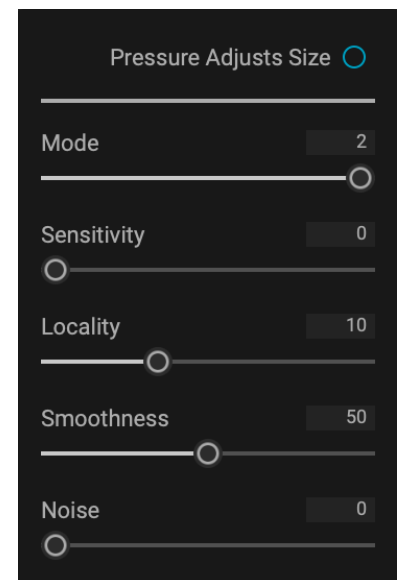 Pressure Adjusts Size
Mode 2
Sensitivity 0
Locality 10
Smoothness 50
Noise 0